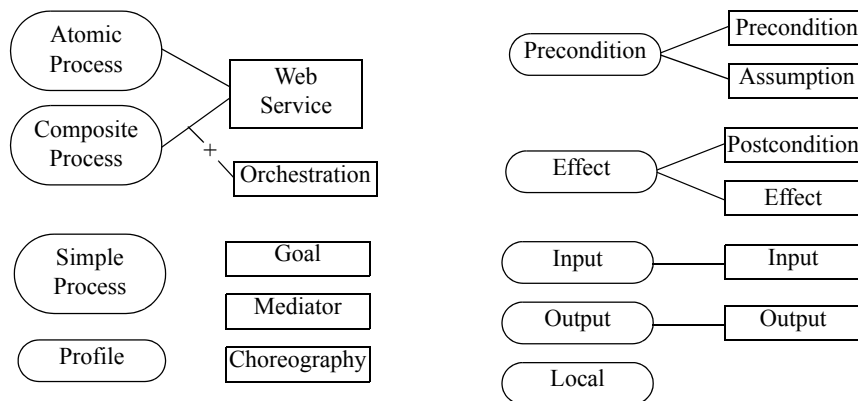 Atomic
Process
Web
Service
Composite
Process
+
Orchestration
Simple
Process
Goal
Mediator
Profile
Choreography
Precondition
Precondition
Assumption
Effect
Postcondition
Effect
Input
Input
Output
Output
Local